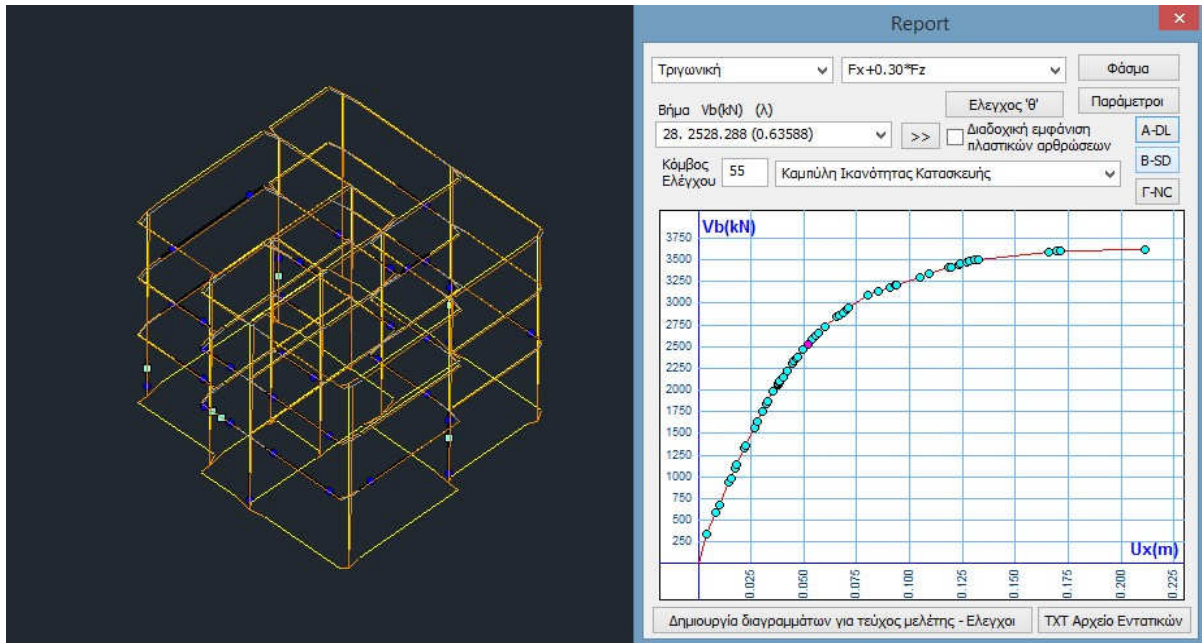 Report
Τριγωνική
Fx+0.30*Fz
Φάσμα
Βήμα Vb(kN) (λ)
Ελεγχος 'θ'
Παράμετροι
28. 2528.288 (0.63588)
>>
Διαδοχική εμφάνιση
πλαστικών αρθρώσεων
A-DL
B-SD
Γ-NC
Κόμβος
Ελέγχου
55
Καμπύλη Ικανότητας Κατασκευής
Vb(kN)
3750
3500
3250
3000
2750
2500
2250
2000
1750
1500
1250
1000
750
500
250
Ux(m)
0.025
0.050
0.075
0.100
0.125
0.150
0.175
0.200
0.225
Δημιουργία διαγραμμάτων για τεύχος μελέτης - Ελεγχοι
TXT Αρχείο Εντατικών